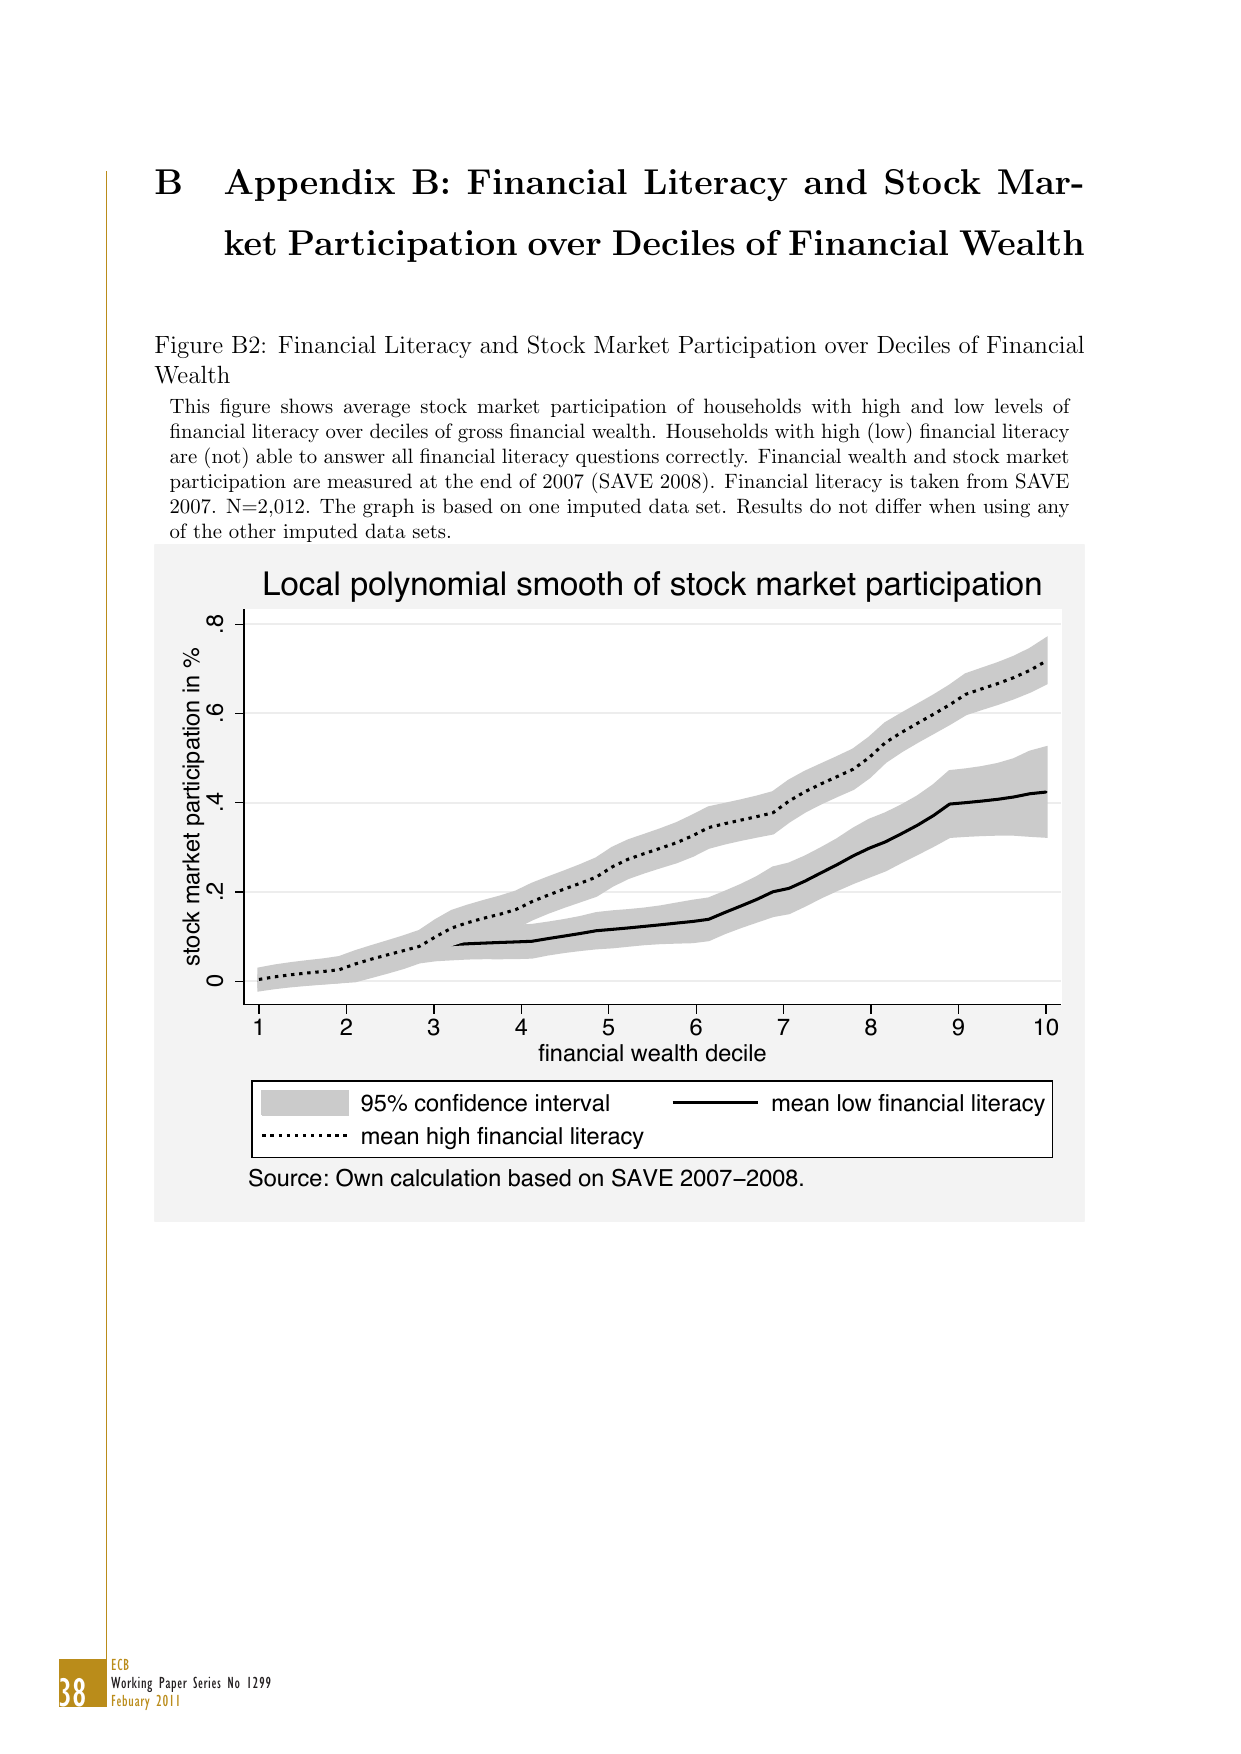 B Appendix B: Financial Literacy and Stock Mar-
ket Participation over Deciles of Financial Wealth
Figure B2: Financial Literacy and Stock Market Participation over Deciles of Financial
Wealth
This figure shows average stock market participation of households with high and low levels of
financial literacy over deciles of gross financial wealth. Households with high (low) financial literacy
are (not) able to answer all financial literacy questions correctly. Financial wealth and stock market
participation are measured at the end of 2007 (SAVE 2008). Financial literacy is taken from SAVE
2007. N=2,012. The graph is based on one imputed data set. Results do not differ when using any
of the other imputed data sets.
Local polynomial smooth of stock market participation
stock market participation in %
.8
.6
.4
.2
0
1 2 3 4 5 6 7 8 9 10
financial wealth decile
95% confidence interval mean low financial literacy
mean high financial literacy
Source: Own calculation based on SAVE 2007−2008.
38
ECB
Working Paper Series No 1299
Febuary 2011